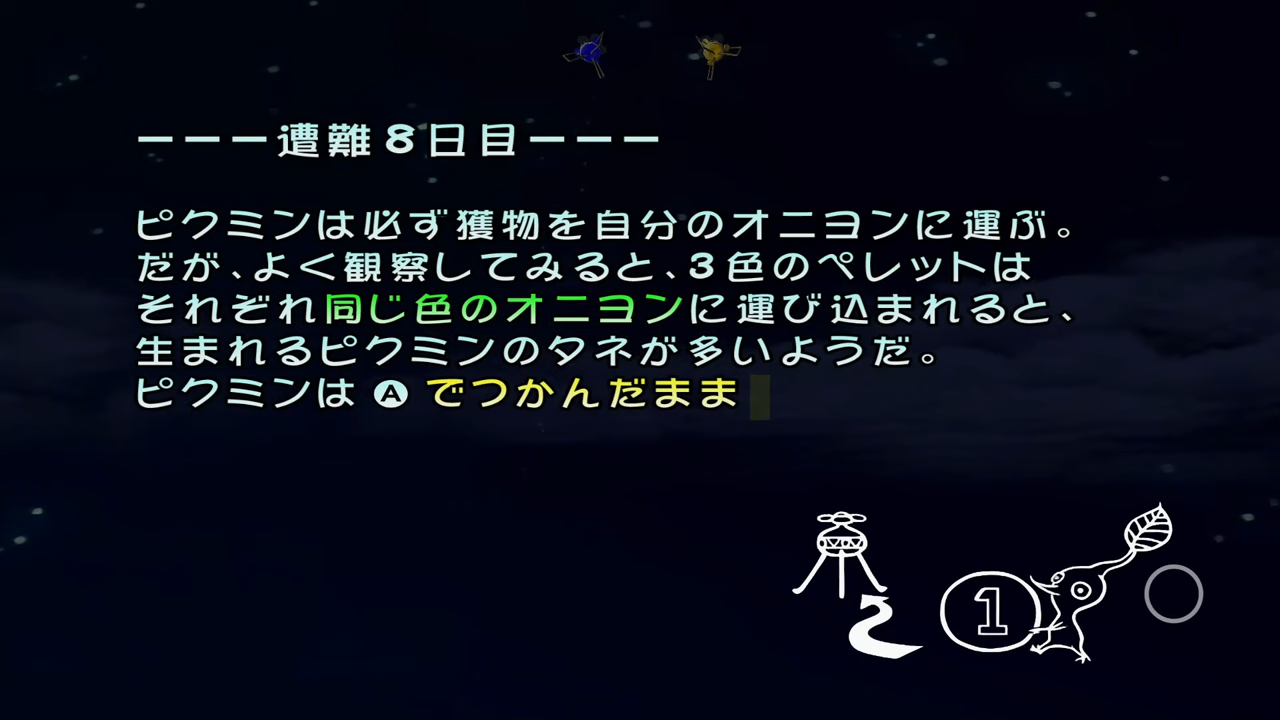 ーーー遭難8日目ーーー
ピクミンは必ず獲物を自分のオニヨンに運ぶ。
だが、よく観察してみると、3色のペレットは
それぞれ同じ色のオニヨンに運び込まれると、
生まれるピクミンのタネが多いようだ。
ピクミンは A でつかんだまま
1